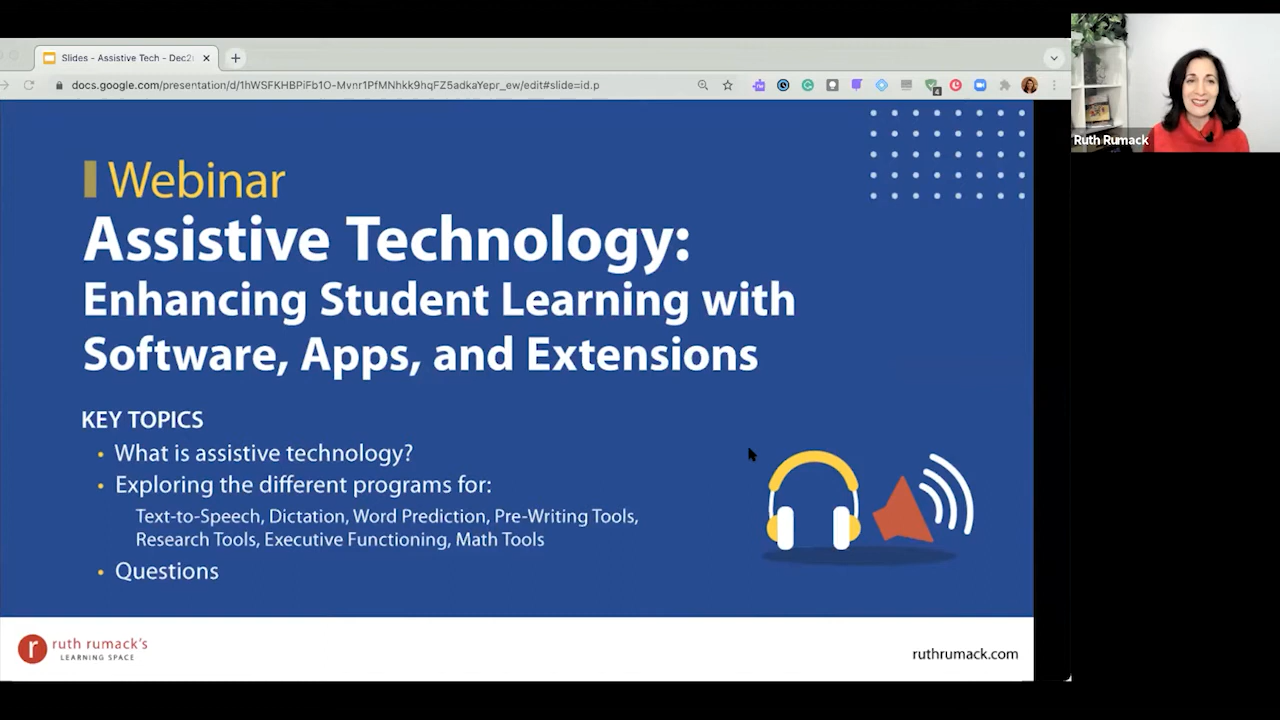 Slides - Assistive Tech - Dec2
docs.google.com/presentation/d/1hWSFKHBPiFb1O-Mvnr1PfMNhkk9hqFZ5adkaYepr_ew/edit#slide=id.p
Ruth Rumack
Webinar
Assistive Technology:
Enhancing Student Learning with
Software, Apps, and Extensions
KEY TOPICS
• What is assistive technology?
• Exploring the different programs for:
Text-to-Speech, Dictation, Word Prediction, Pre-Writing Tools,
Research Tools, Executive Functioning, Math Tools
• Questions
r ruth rumack's
LEARNING SPACE
ruthrumack.com